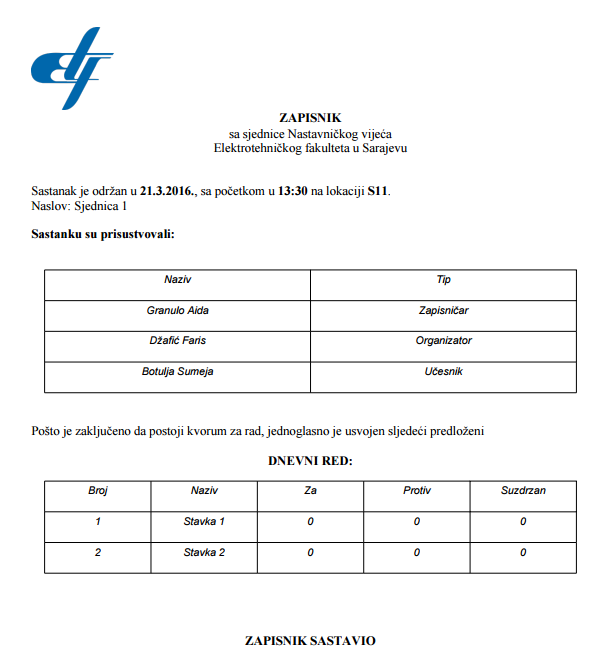 ZAPISNIK
sa sjednice Nastavničkog vijeća
Elektrotehničkog fakulteta u Sarajevu
Sastanak je održan u 21.3.2016., sa početkom u 13:30 na lokaciji S11.
Naslov: Sjednica 1
Sastanku su prisustvovali:
Naziv Tip
Granulo Aida Zapisničar
Džafić Faris Organizator
Botulja Sumeja Učesnik
Pošto je zaključeno da postoji kvorum za rad, jednoglasno je usvojen sljedeći predloženi
DNEVNI RED:
Broj Naziv Za Protiv Suzdrzan
1 Stavka 1 0 0 0
2 Stavka 2 0 0 0
ZAPISNIK SASTAVIO